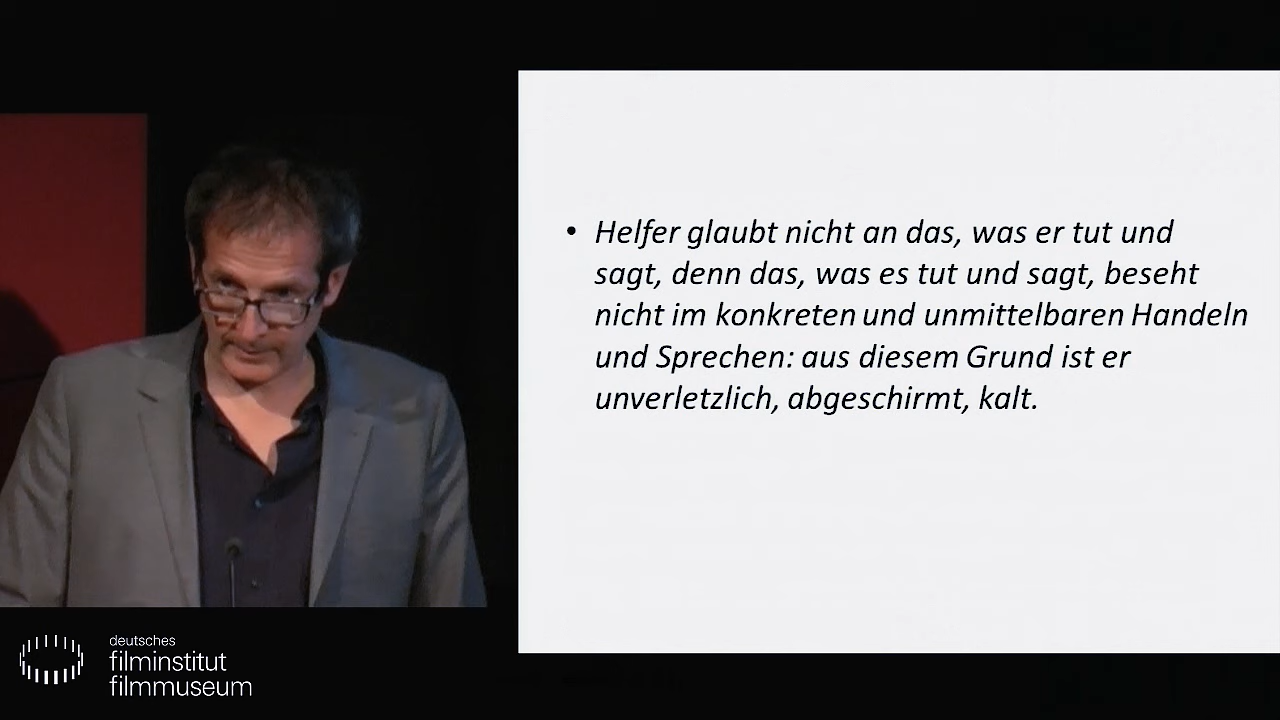 • Helfer glaubt nicht an das, was er tut und
sagt, denn das, was es tut und sagt, beseht
nicht im konkreten und unmittelbaren Handeln
und Sprechen: aus diesem Grund ist er
unverletzlich, abgeschirmt, kalt.
deutsches
filminstitut
filmmuseum